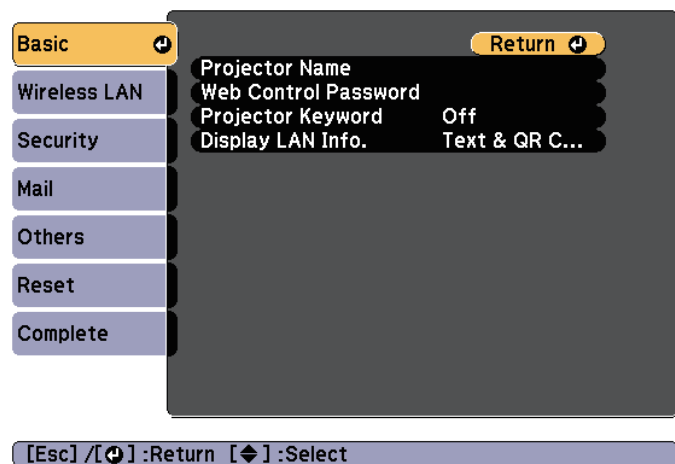 Basic
Return
Projector Name
Wireless LAN
Web Control Password
Projector Keyword Off
Security
Display LAN Info. Text & QR C...
Mail
Others
Reset
Complete
[Esc] /[ ] :Return [ ] :Select